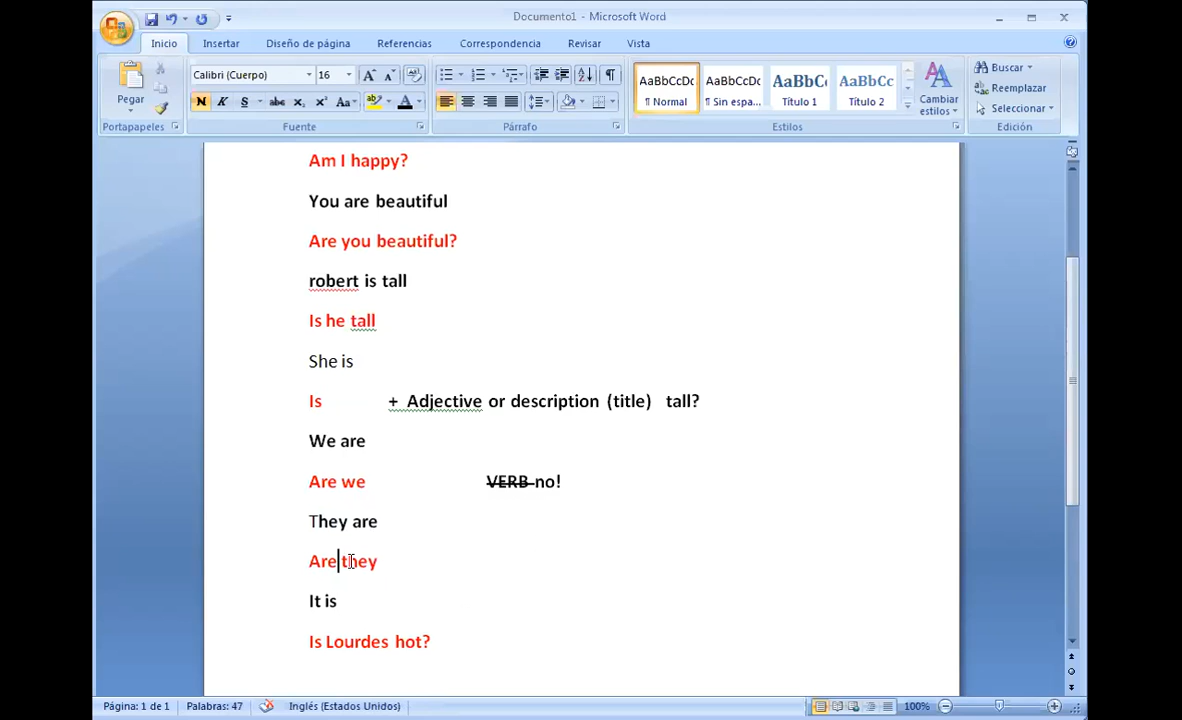 Documento1 - Microsoft Word
Inicio Insertar Diseño de página Referencias Correspondencia Revisar Vista
Calibri (Cuerpo) 16
Pegar
N K S abc x₂ x² Aa
AaBbCcDc AaBbCcDc AaBbC AaBbCc
¶ Normal ¶ Sin espa... Título 1 Título 2
Cambiar estilos
Buscar
Reemplazar
Seleccionar
Portapapeles Fuente Párrafo Estilos Edición
Am I happy?
You are beautiful
Are you beautiful?
robert is tall
Is he tall
She is
Is + Adjective or description (title) tall?
We are
Are we VERB no!
They are
Are they
It is
Is Lourdes hot?
Página: 1 de 1 Palabras: 47 Inglés (Estados Unidos) 100%